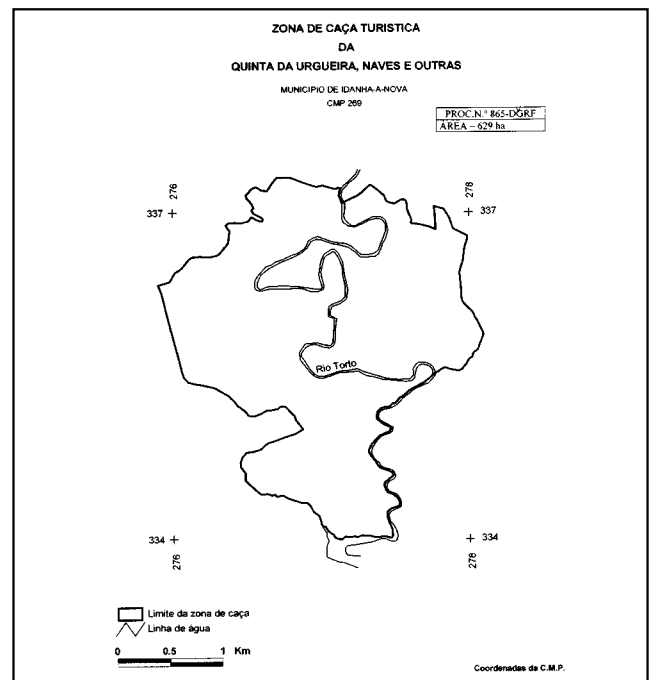 ZONA DE CAÇA TURISTICA
DA
QUINTA DA URGUEIRA, NAVES E OUTRAS
MUNICIPIO DE IDANHA-A-NOVA
CMP 269
PROC.N.º 865-DGRF
ÁREA – 629 ha
276
278
337
337
Rio Torto
334
334
276
278
Limite da zona de caça
Linha de água
0 0.5 1 Km
Coordenadas da C.M.P.